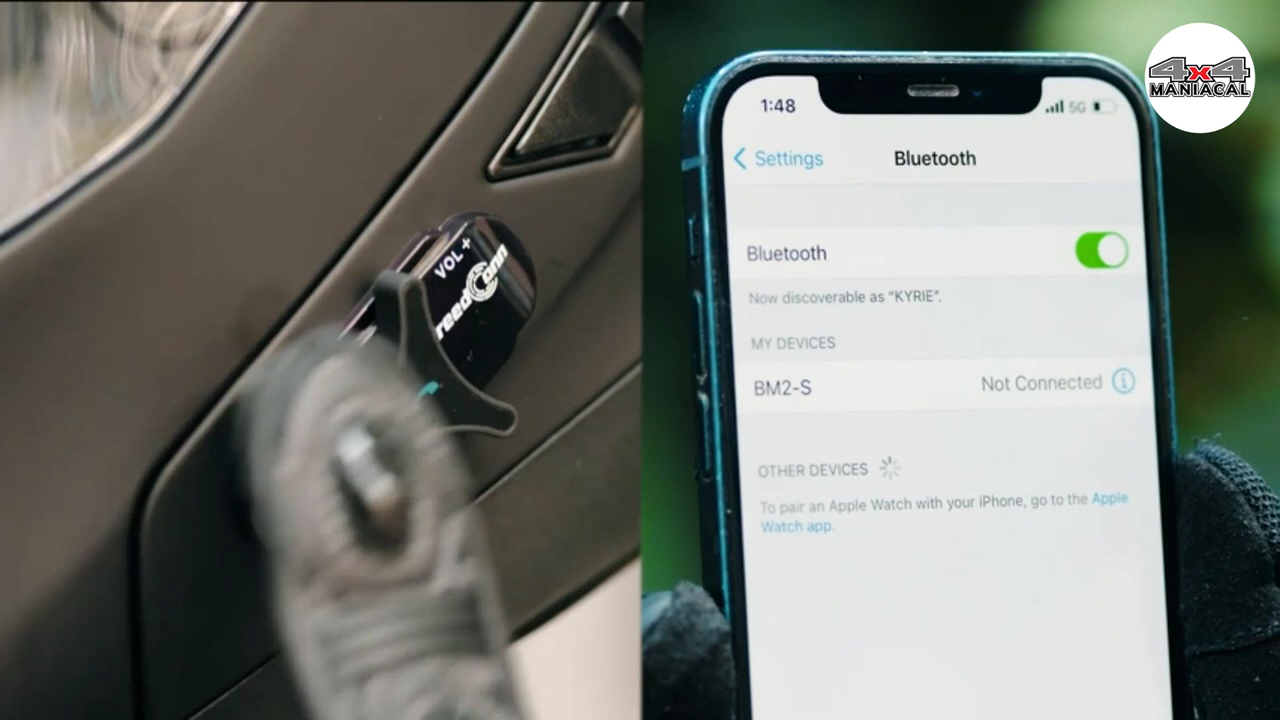 VOL +
reedConn
4x4
MANIACAL
1:48
5G
Settings
Bluetooth
Bluetooth
Now discoverable as “KYRIE”.
MY DEVICES
BM2-S
Not Connected
OTHER DEVICES
To pair an Apple Watch with your iPhone, go to the Apple
Watch app.